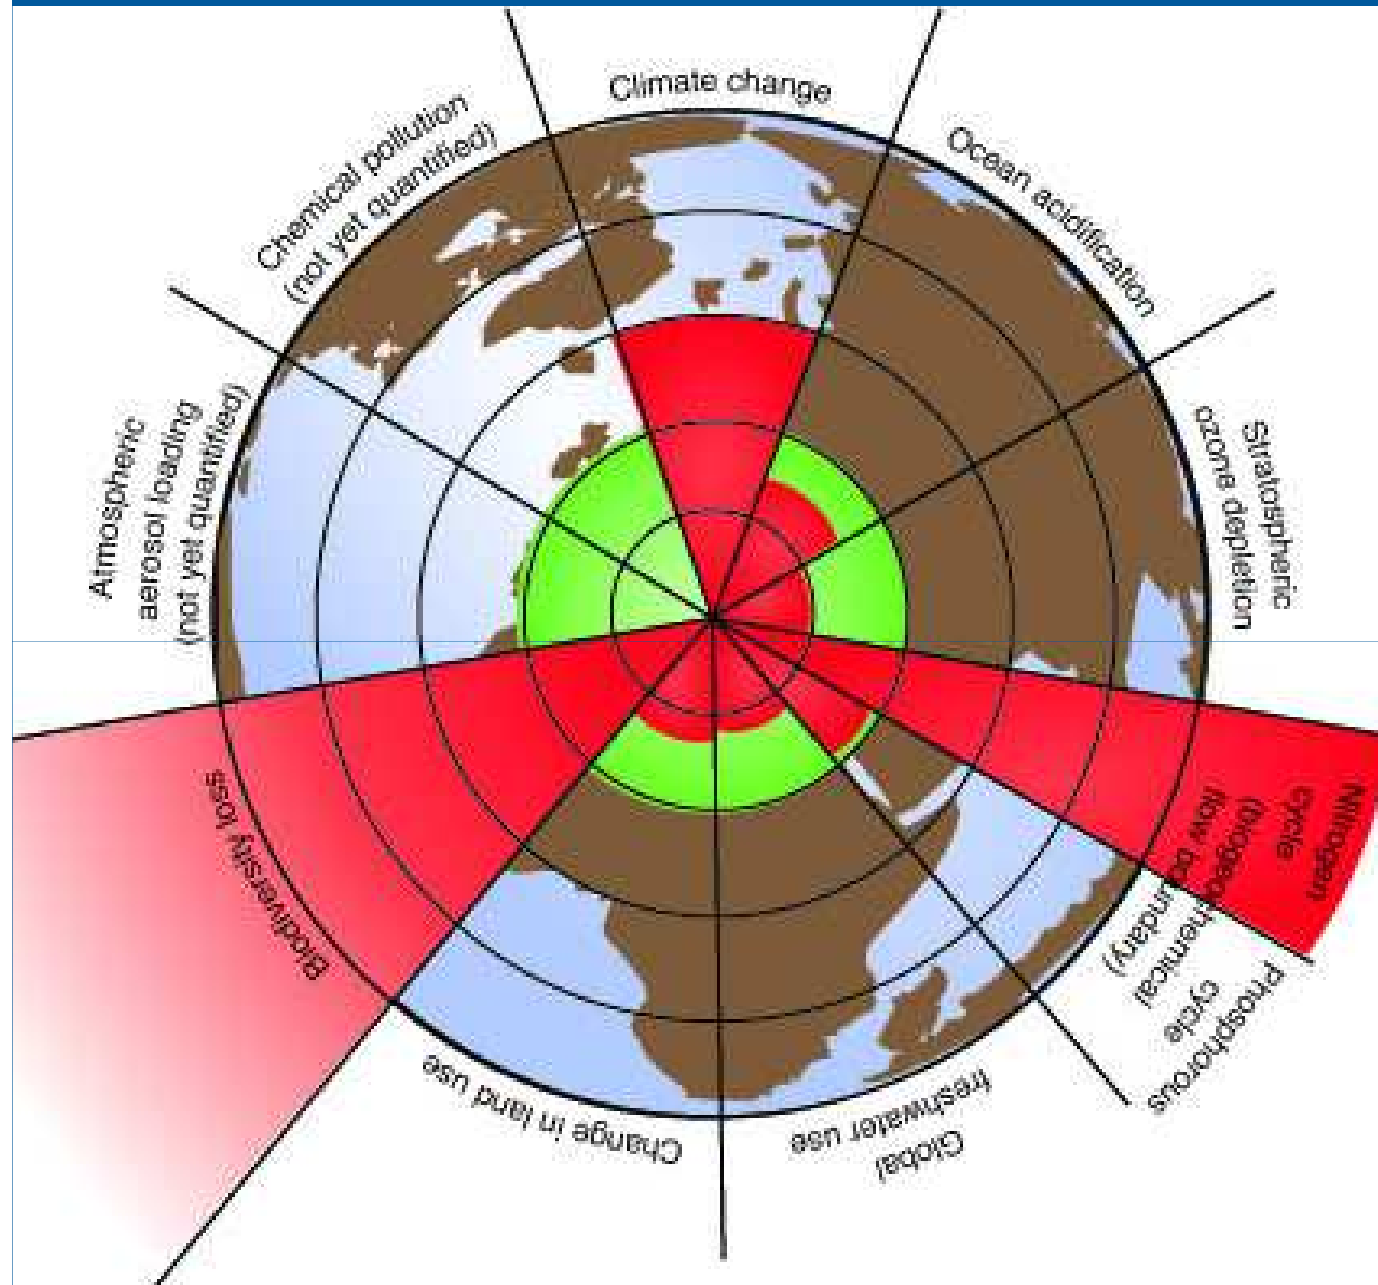 Climate change
Ocean acidification
Stratospheric
ozone depletion
Nitrogen
cycle
(biogeochemical
flow boundary)
Phosphorous
cycle
Global
freshwater use
Change in land use
Biodiversity loss
Atmospheric
aerosol loading
(not yet quantified)
Chemical pollution
(not yet quantified)